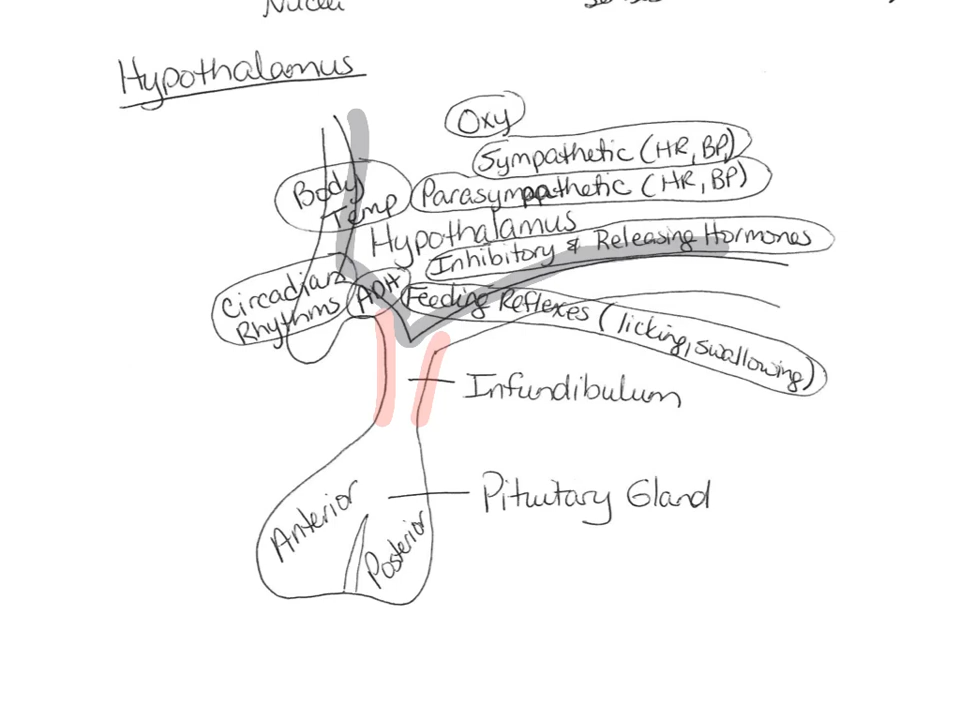 Nuclei
Hypothalamus
Oxy
Sympathetic (HR, BP)
Body
Temp
Parasympathetic (HR, BP)
Hypothalamus
Inhibitory & Releasing Hormones
Circadian
Rhythms
ADH
Feeding Reflexes (licking, swallowing)
Infundibulum
Pituitary Gland
Anterior
Posterior